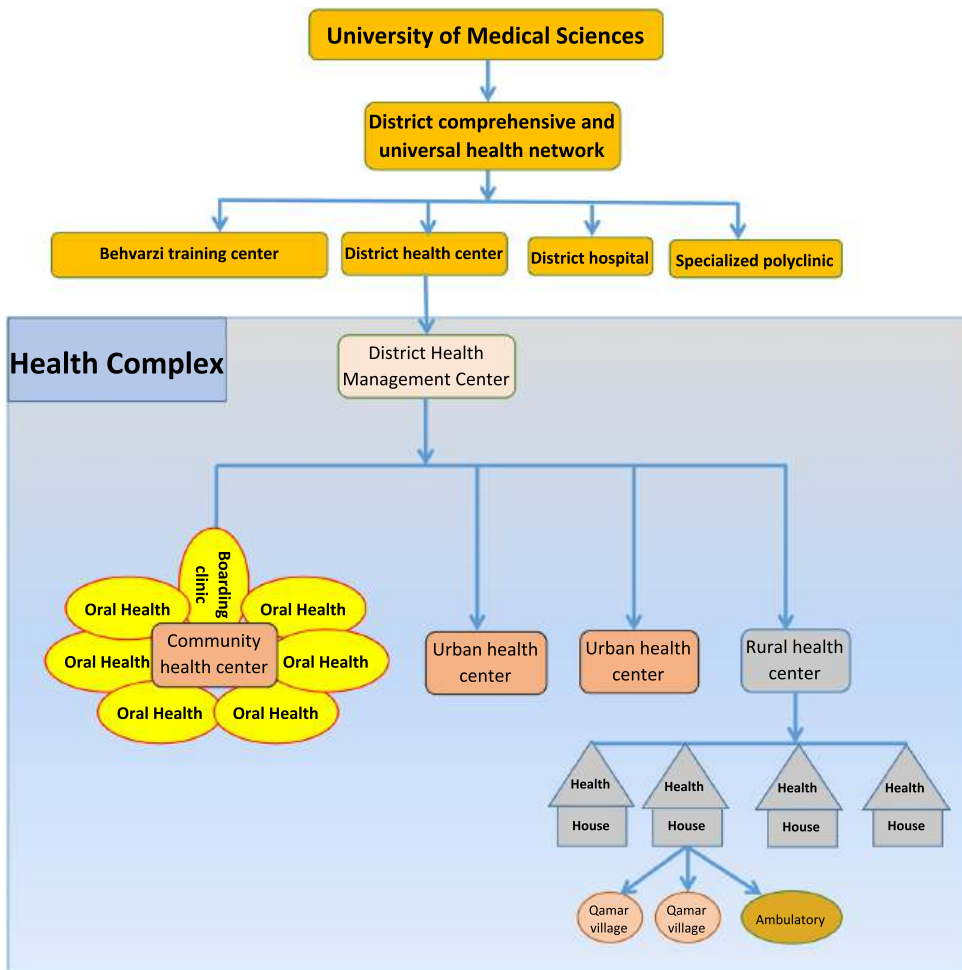 University of Medical Sciences
District comprehensive and
universal health network
Behvarzi training center
District health center
District hospital
Specialized polyclinic
Health Complex
District Health
Management Center
Boarding
clinic
Oral Health
Oral Health
Community
health center
Oral Health
Oral Health
Oral Health
Oral Health
Urban health
center
Urban health
center
Rural health
center
Health
House
Health
House
Health
House
Health
House
Qamar
village
Qamar
village
Ambulatory